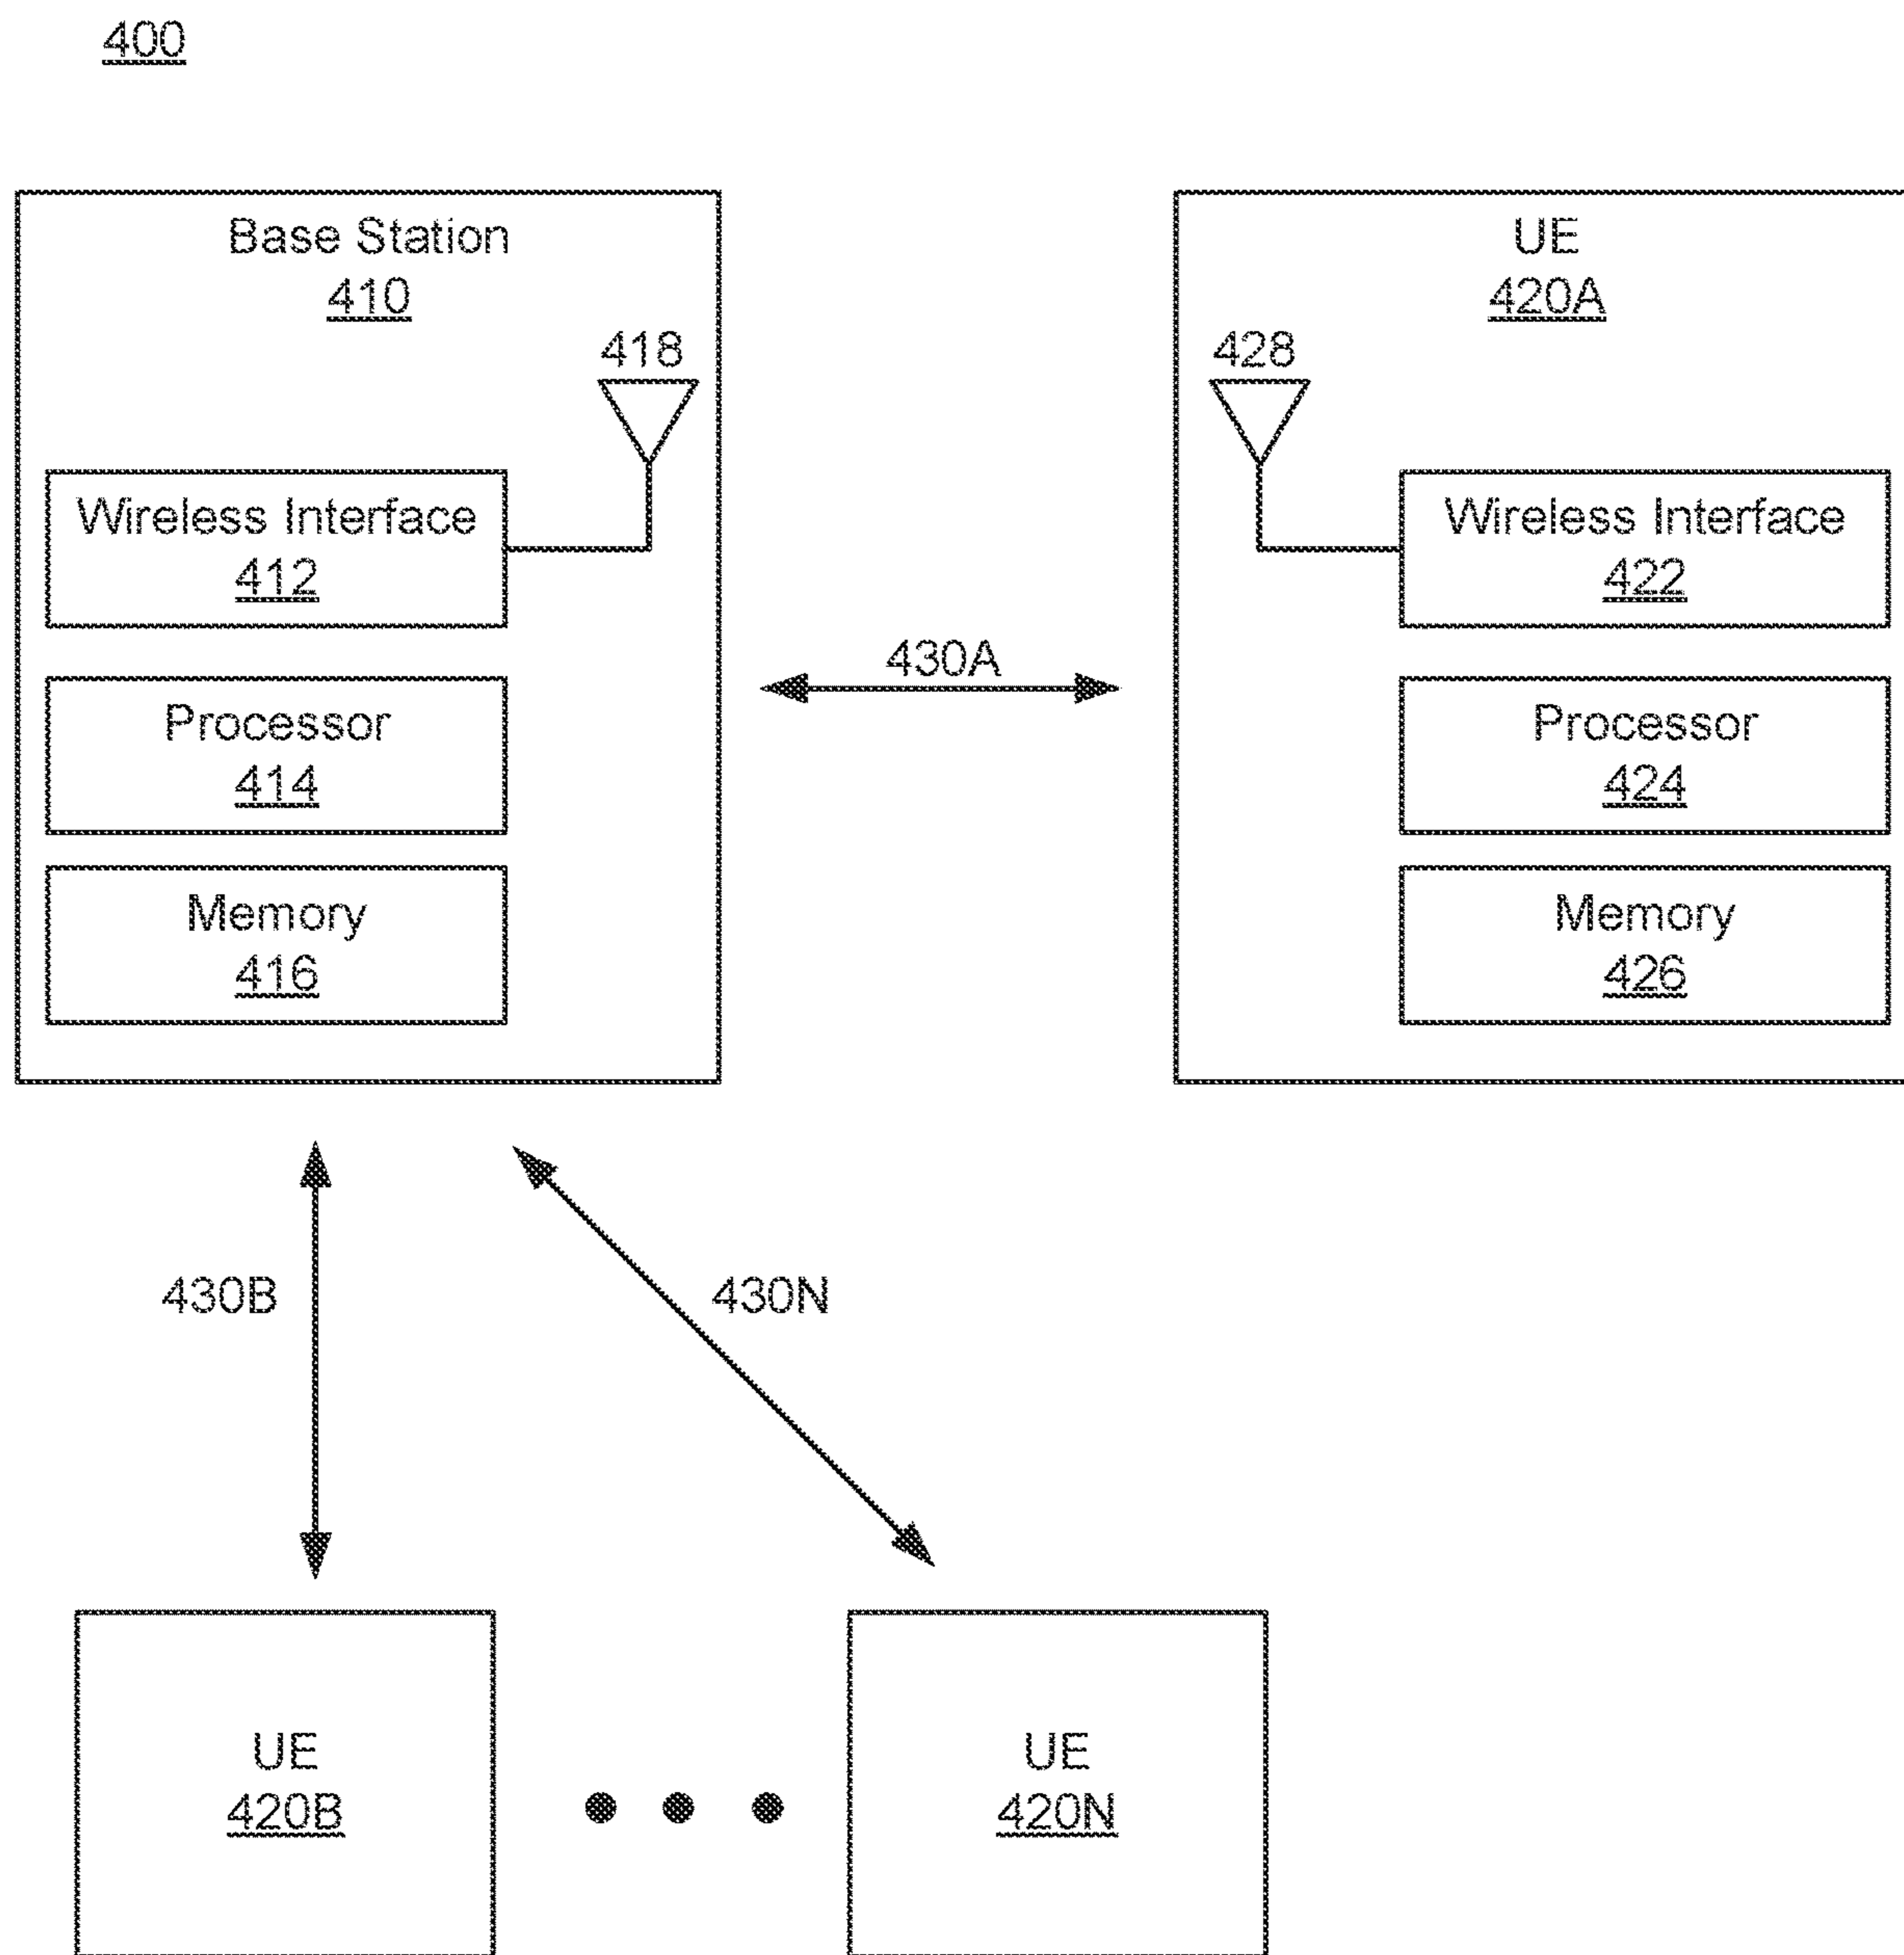 400
Base Station
410
418
Wireless Interface
412
Processor
414
Memory
416
UE
420A
428
Wireless Interface
422
Processor
424
Memory
426
430A
430B
430N
UE
420B
UE
420N